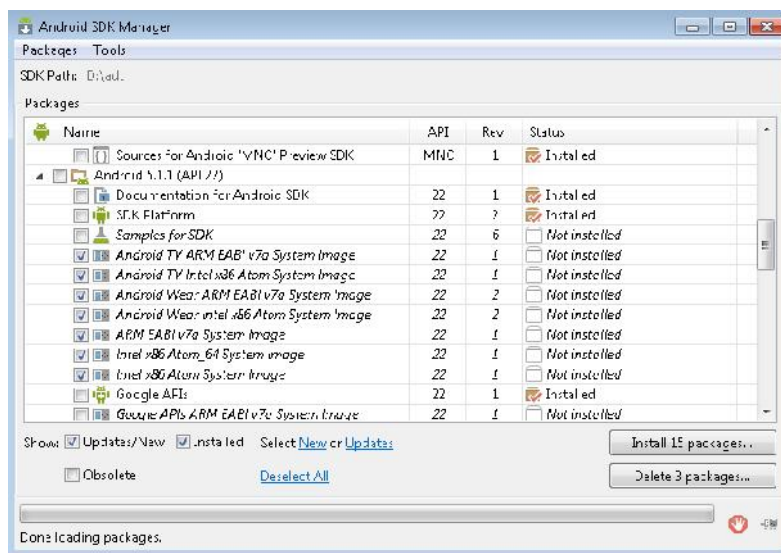 Android SDK Manager
Packages Tools
SDK Path: D:\ad
Packages
Name API Rev. Status
Sources for Android 'MNC' Preview SDK MNC 1 Installed
Android 5.1.1 (API 22)
Documentation for Android SDK 22 1 Installed
SDK Platform 22 2 Installed
Samples for SDK 22 6 Not installed
Android TV ARM EABI v7a System Image 22 1 Not installed
Android TV Intel x86 Atom System Image 22 1 Not installed
Android Wear ARM EABI v7a System Image 22 2 Not installed
Android Wear Intel x86 Atom System Image 22 2 Not installed
ARM EABI v7a System Image 22 1 Not installed
Intel x86 Atom_64 System Image 22 1 Not installed
Intel x86 Atom System Image 22 1 Not installed
Google APIs 22 1 Installed
Google APIs ARM EABI v7a System Image 22 1 Not installed
Show: Updates/New Installed Select New or Updates
Install 15 packages...
Obsolete Deselect All
Delete 3 packages...
Done loading packages.